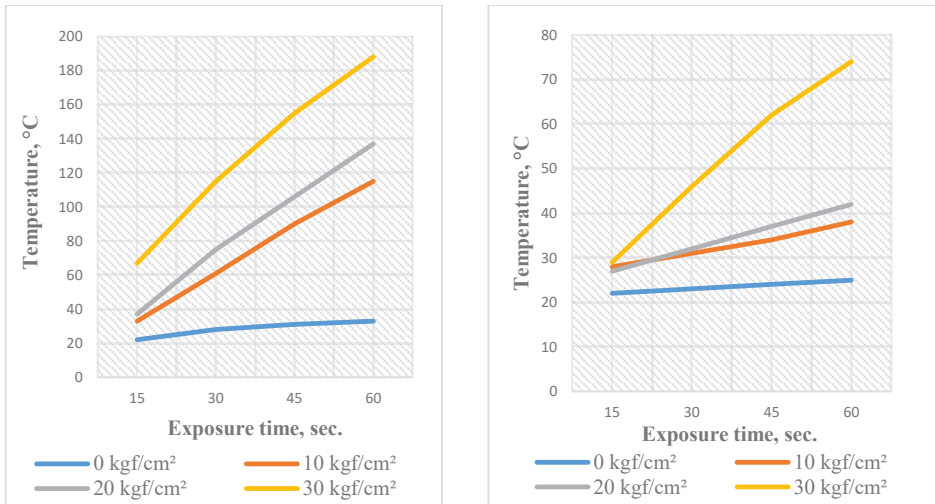 200
180
160
140
120
100
80
60
40
20
0
Temperature, °C
15 30 45 60
Exposure time, sec.
0 kgf/cm² 10 kgf/cm²
20 kgf/cm² 30 kgf/cm²
80
70
60
50
40
30
20
10
0
Temperature, °C
15 30 45 60
Exposure time, sec.
0 kgf/cm² 10 kgf/cm²
20 kgf/cm² 30 kgf/cm²